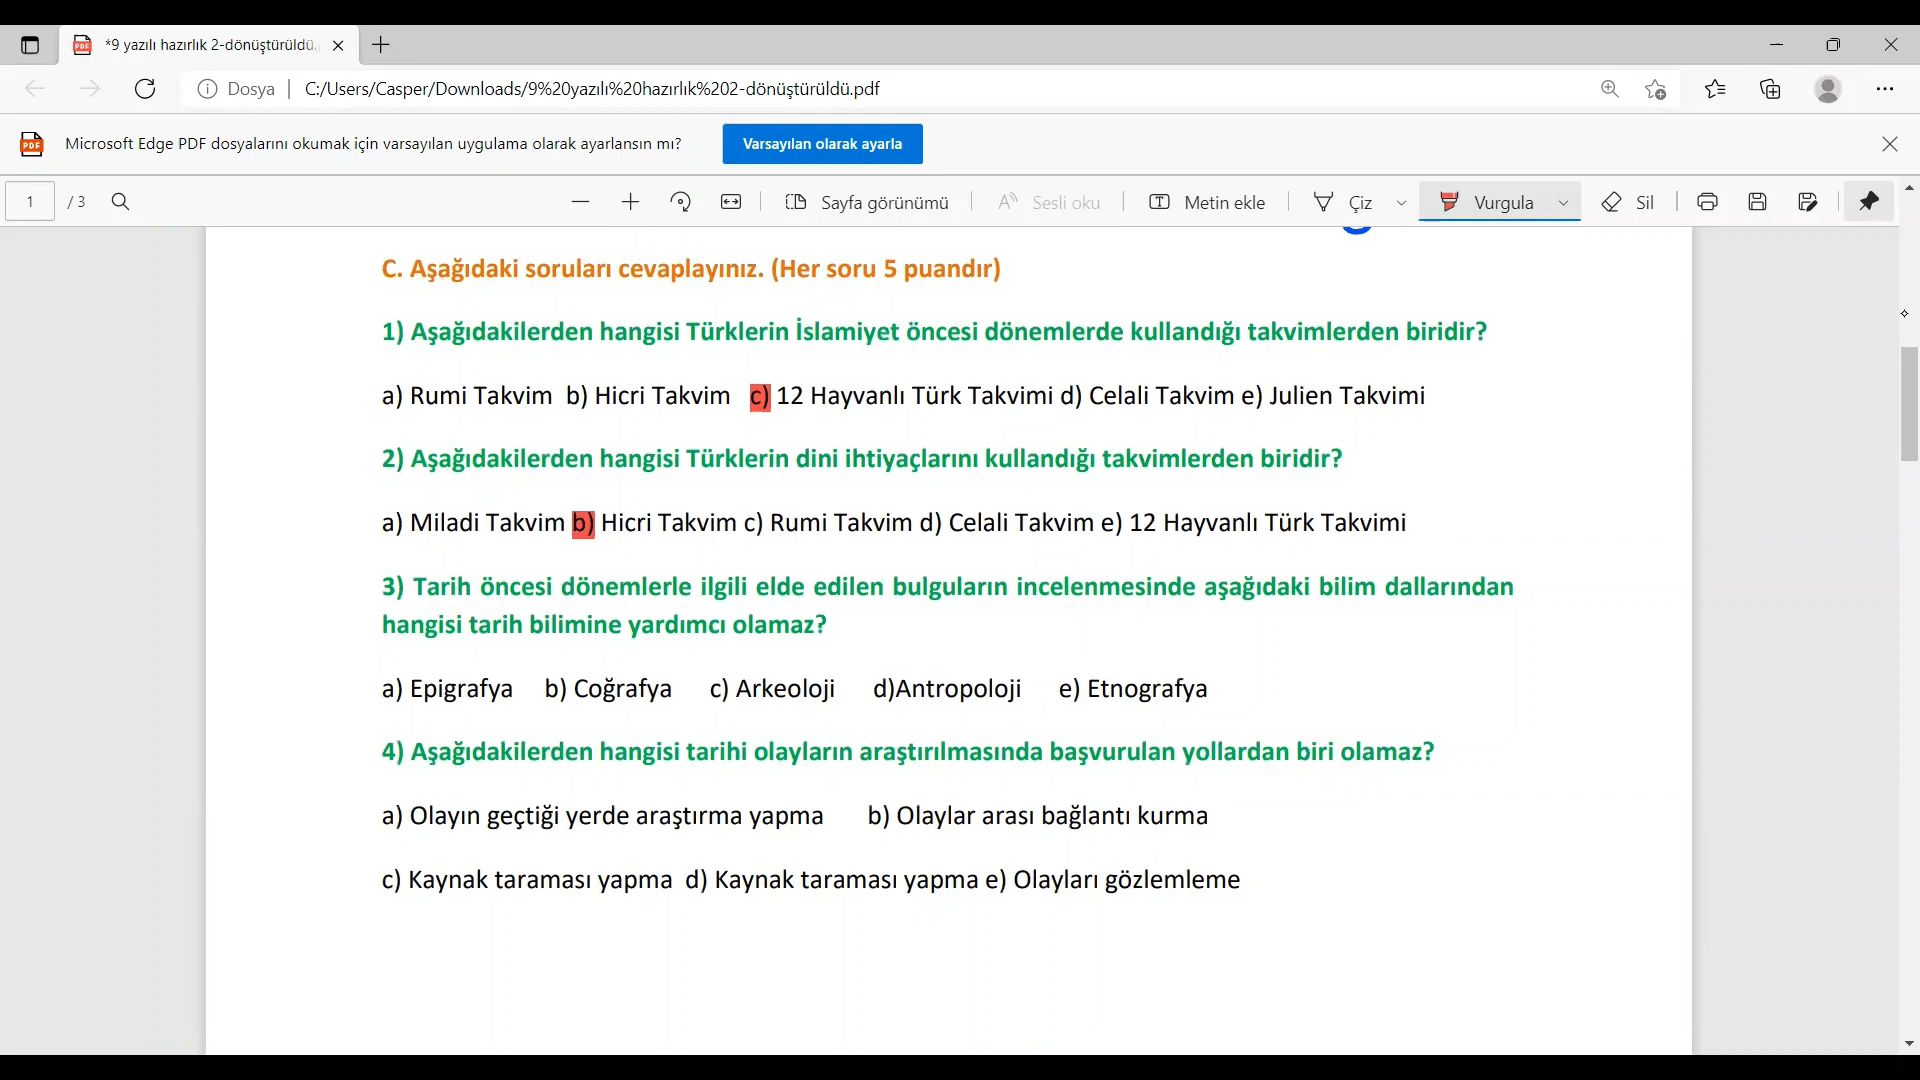 *9 yazılı hazırlık 2-dönüştürüldü.
Dosya | C:/Users/Casper/Downloads/9%20yazılı%20hazırlık%202-dönüştürüldü.pdf
PDF Microsoft Edge PDF dosyalarını okumak için varsayılan uygulama olarak ayarlansın mı? Varsayılan olarak ayarla
1 / 3 Sayfa görünümü Sesli oku Metin ekle Çiz Vurgula Sil
C. Aşağıdaki soruları cevaplayınız. (Her soru 5 puandır)
1) Aşağıdakilerden hangisi Türklerin İslamiyet öncesi dönemlerde kullandığı takvimlerden biridir?
a) Rumi Takvim b) Hicri Takvim c) 12 Hayvanlı Türk Takvimi d) Celali Takvim e) Julien Takvimi
2) Aşağıdakilerden hangisi Türklerin dini ihtiyaçlarını kullandığı takvimlerden biridir?
a) Miladi Takvim b) Hicri Takvim c) Rumi Takvim d) Celali Takvim e) 12 Hayvanlı Türk Takvimi
3) Tarih öncesi dönemlerle ilgili elde edilen bulguların incelenmesinde aşağıdaki bilim dallarından
hangisi tarih bilimine yardımcı olamaz?
a) Epigrafya b) Coğrafya c) Arkeoloji d)Antropoloji e) Etnografya
4) Aşağıdakilerden hangisi tarihi olayların araştırılmasında başvurulan yollardan biri olamaz?
a) Olayın geçtiği yerde araştırma yapma b) Olaylar arası bağlantı kurma
c) Kaynak taraması yapma d) Kaynak taraması yapma e) Olayları gözlemleme